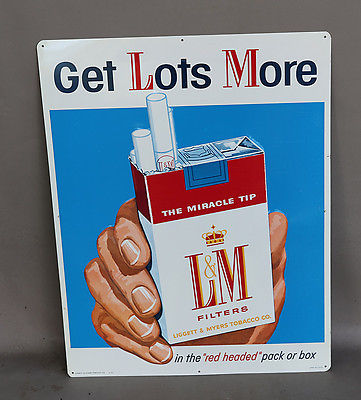 Get Lots More
L&M
THE MIRACLE TIP
L&M
FILTERS
LIGGETT & MYERS TOBACCO CO.
in the "red headed" pack or box